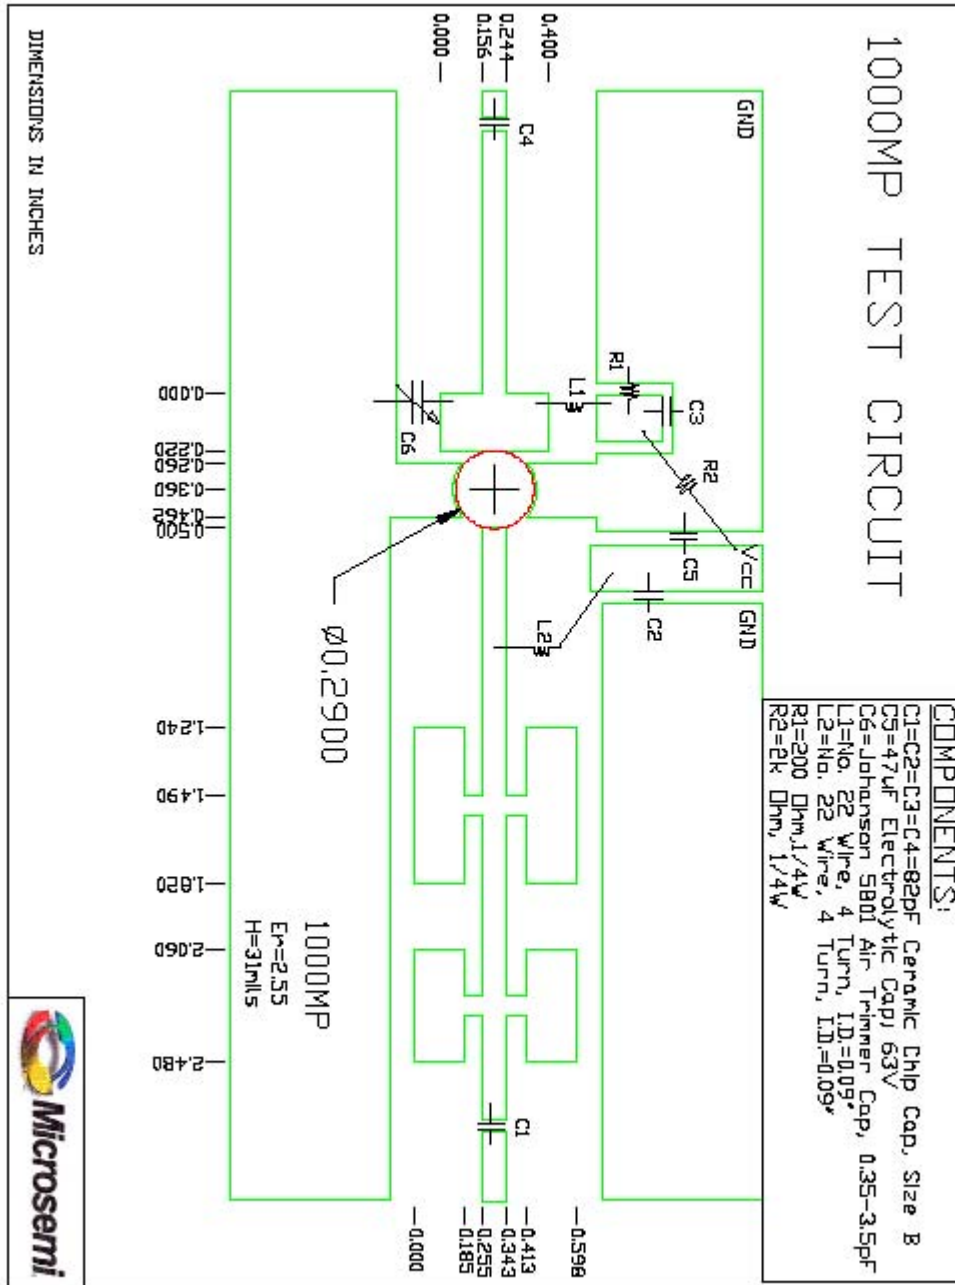 1000MP TEST CIRCUIT
COMPONENTS:
C1=C2=C3=C4=82pF Ceramic Chip Cap, Size B
C5=47uF Electrolytic Cap, 63V
C6=Johanson 5801 Air Trimmer Cap, 0.35-3.5pF
L1=No. 22 Wire, 4 Turn, I.D.=0.09"
L2=No. 22 Wire, 4 Turn, I.D.=0.09"
R1=200 Ohm,1/4W
R2=2k Ohm, 1/4W
GND
Vcc
GND
R1
C3
R2
C5
C2
L1
L2
C4
C6
C1
0.400
0.244
0.156
0.000
0.000
0.220
0.260
0.360
0.462
0.500
1.240
1.490
1.820
2.060
2.480
0.598
0.413
0.343
0.255
0.185
0.000
Ø0.2900
1000MP
Er=2.55
H=31mils
DIMENSIONS IN INCHES
Microsemi